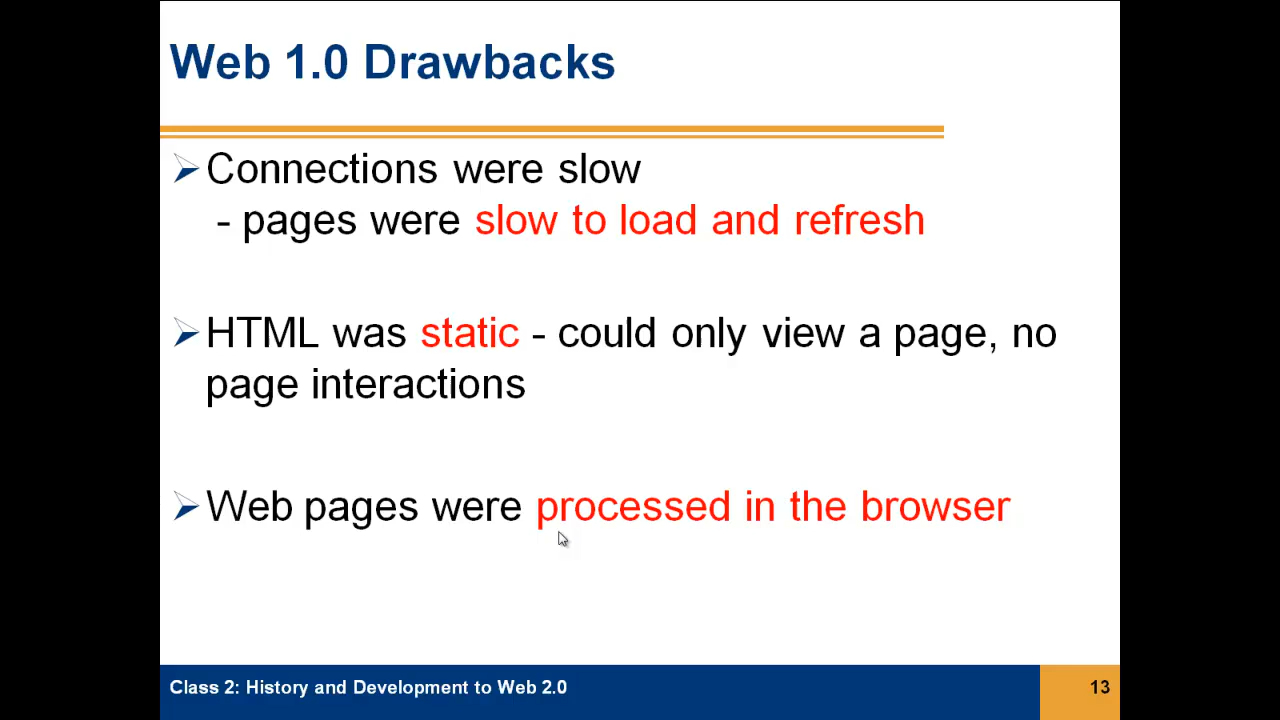 Web 1.0 Drawbacks
Connections were slow
- pages were slow to load and refresh
HTML was static - could only view a page, no
page interactions
Web pages were processed in the browser
Class 2: History and Development to Web 2.0
13